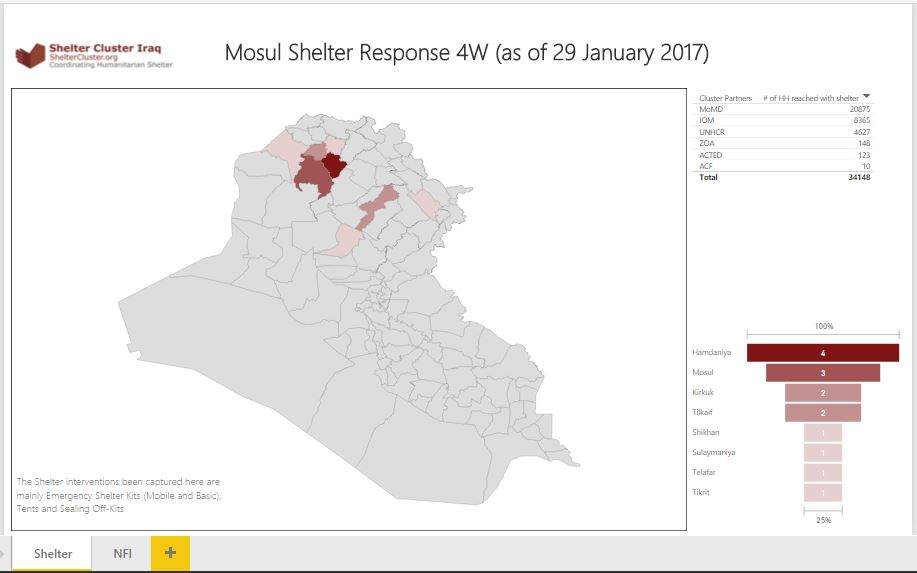 Shelter Cluster Iraq
ShelterCluster.org
Coordinating Humanitarian Shelter
Mosul Shelter Response 4W (as of 29 January 2017)
Cluster Partners # of HH reached with shelter
MoMD 20875
IOM 8365
UNHCR 4627
ZOA 148
ACTED 123
ACF 10
Total 34148
100%
Hamdaniya 4
Mosul 3
Kirkuk 2
Tilkaif 2
Shikhan 1
Sulaymaniya 1
Telafar 1
Tikrit 1
25%
The Shelter interventions been captured here are
mainly Emergency Shelter Kits (Mobile and Basic),
Tents and Sealing Off-Kits
Shelter NFI +